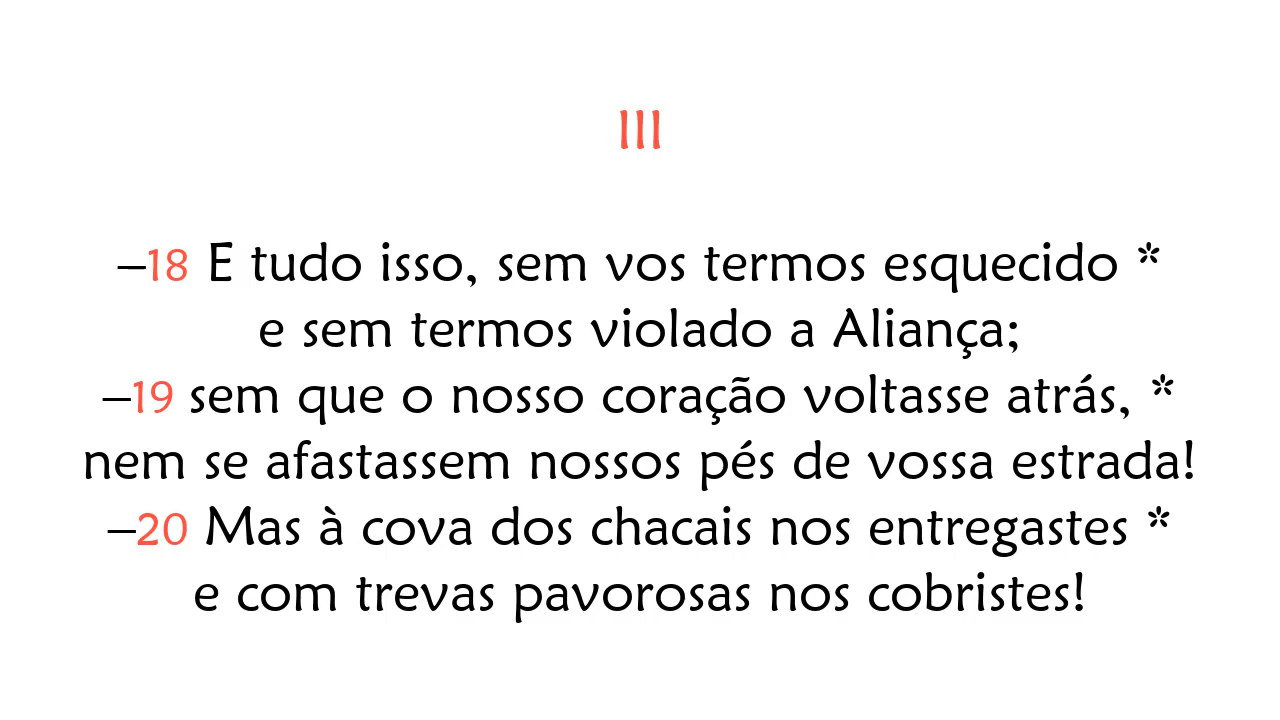 III
–18 E tudo isso, sem vos termos esquecido *
e sem termos violado a Aliança;
–19 sem que o nosso coração voltasse atrás, *
nem se afastassem nossos pés de vossa estrada!
–20 Mas à cova dos chacais nos entregastes *
e com trevas pavorosas nos cobristes!